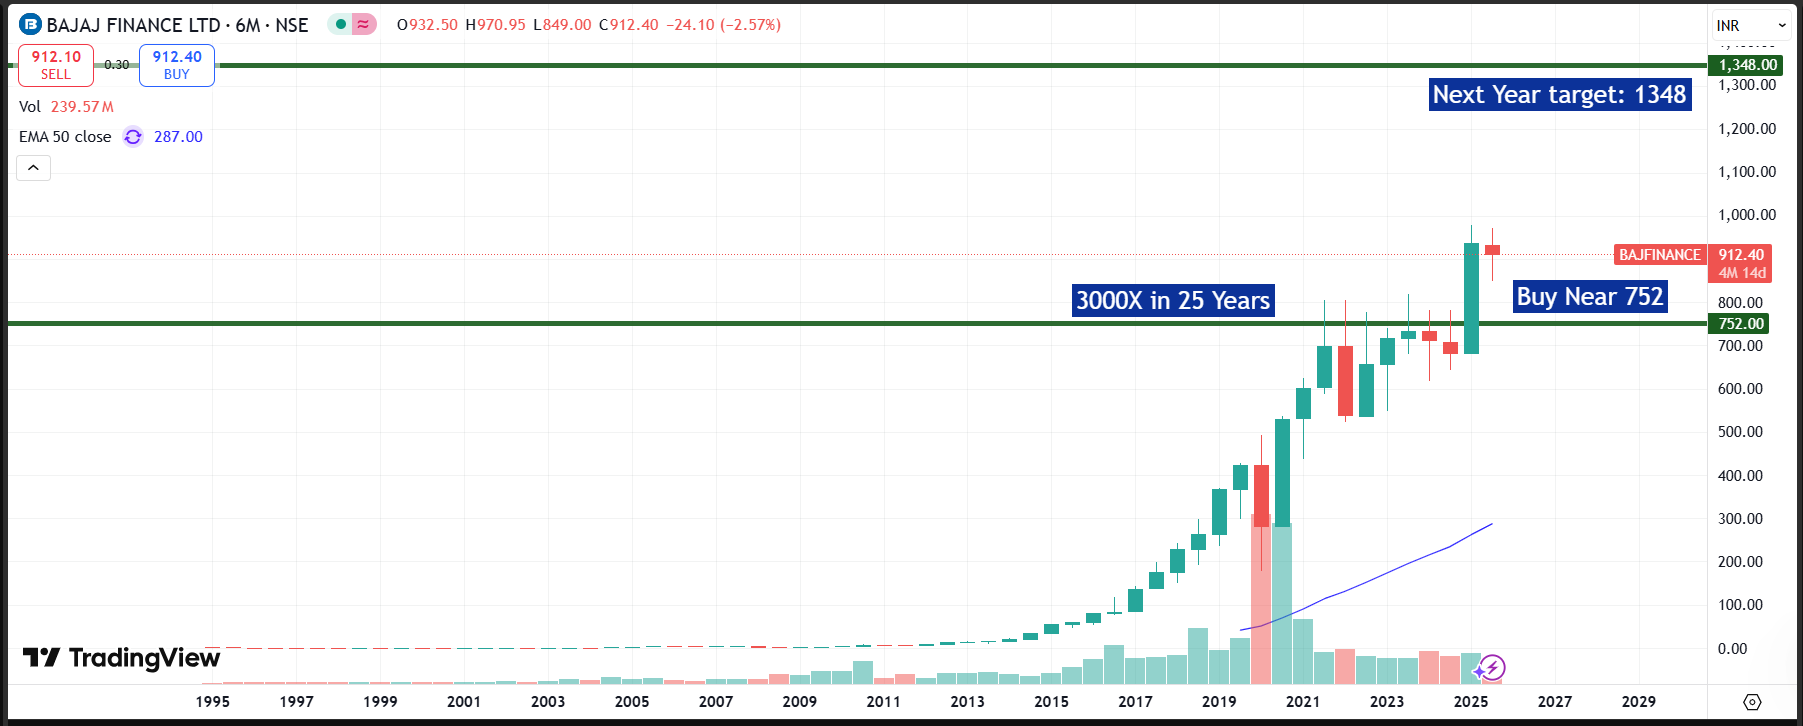 BAJAJ FINANCE LTD · 6M · NSE
O932.50 H970.95 L849.00 C912.40 −24.10 (−2.57%)
INR
912.10
SELL
0.30
912.40
BUY
Vol 239.57 M
EMA 50 close 287.00
1,348.00
Next Year target: 1348
1,300.00
1,200.00
1,100.00
1,000.00
BAJFINANCE
912.40
4M 14d
3000X in 25 Years
Buy Near 752
800.00
752.00
700.00
600.00
500.00
400.00
300.00
200.00
100.00
0.00
TradingView
1995 1997 1999 2001 2003 2005 2007 2009 2011 2013 2015 2017 2019 2021 2023 2025 2027 2029